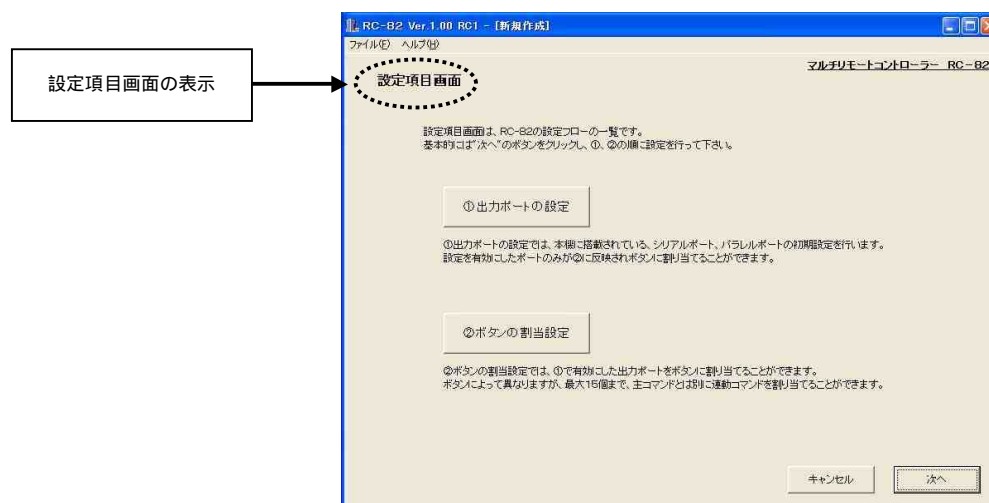 RC-82 Ver.1.00 RC1 - [新規作成]
ファイル(F) ヘルプ(H)
設定項目画面の表示
設定項目画面
マルチリモートコントローラー RC-82
設定項目画面は、RC-82の設定フローの一覧です。
基本的には"次へ"のボタンをクリックし、①、②の順に設定を行って下さい。
①出力ポートの設定
①出力ポートの設定では、本機に搭載されている、シリアルポート、パラレルポートの初期設定を行います。
設定を有効にしたポートのみが②に反映されボタンに割り当てることができます。
②ボタンの割当設定
②ボタンの割当設定では、①で有効にした出力ポートをボタンに割り当てることができます。
ボタンによって異なりますが、最大15個まで、主コマンドとは別に連動コマンドを割り当てることができます。
キャンセル
次へ